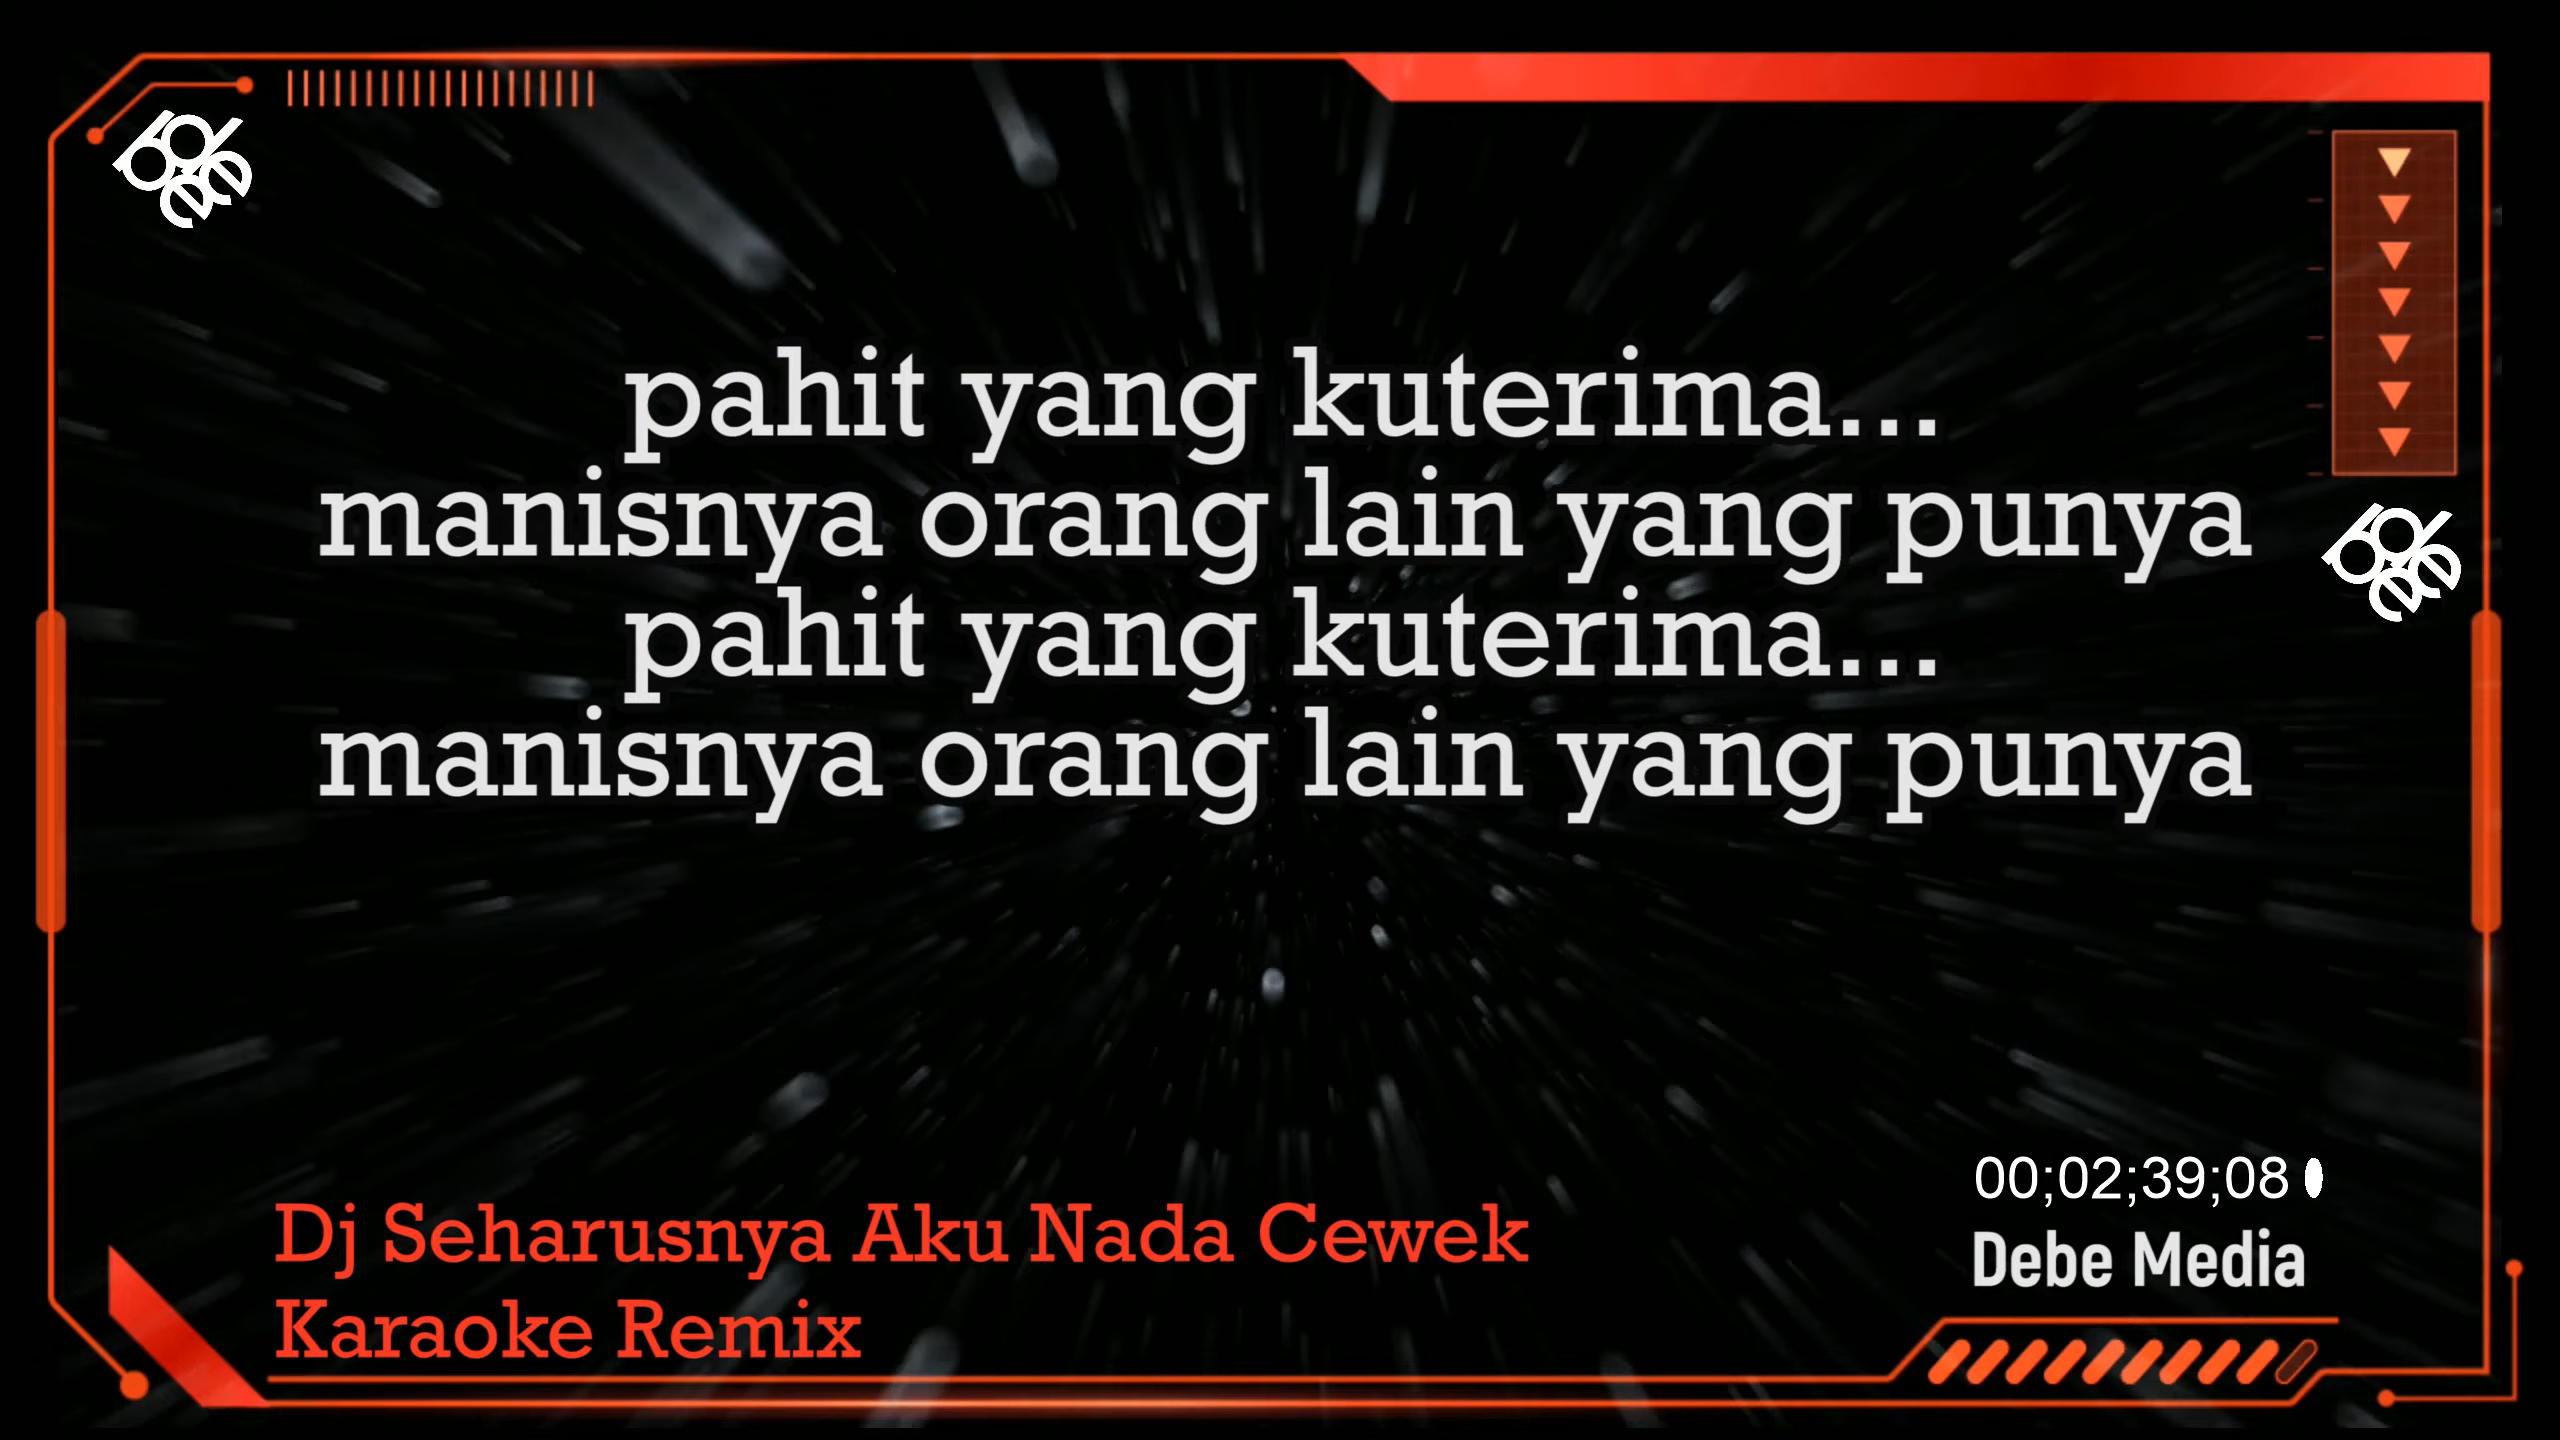 pahit yang kuterima...
manisnya orang lain yang punya
pahit yang kuterima...
manisnya orang lain yang punya
00;02;39;08
Dj Seharusnya Aku Nada Cewek
Karaoke Remix
Debe Media